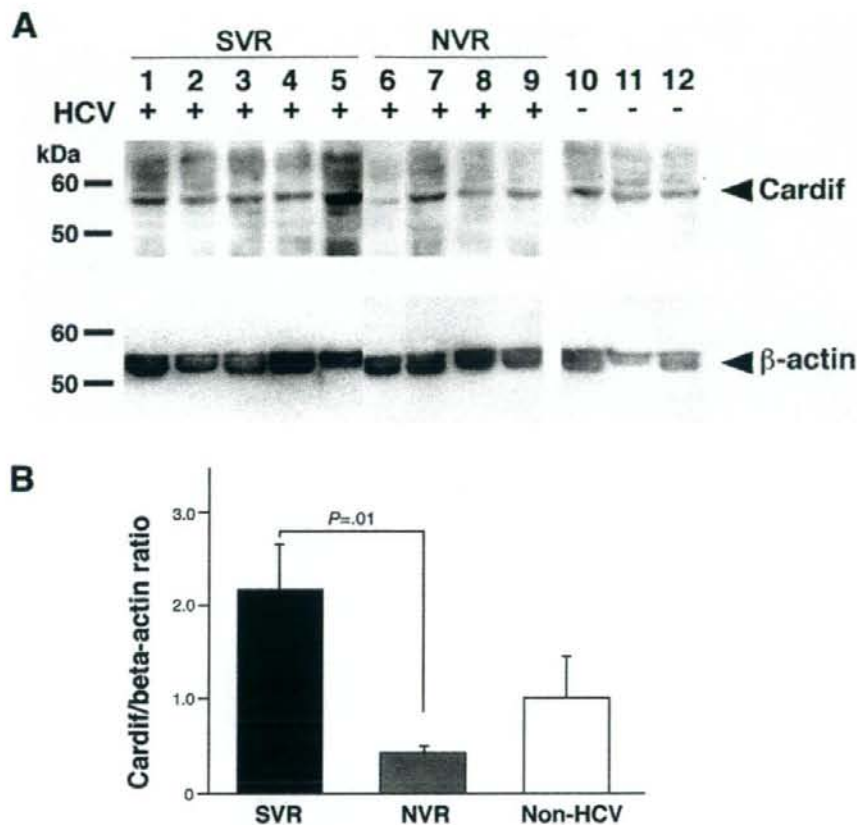 A
SVR NVR
1 2 3 4 5 6 7 8 9 10 11 12
HCV + + + + + + + + + - - -
kDa
60
50
Cardif
60
50
β-actin
B
Cardif/beta-actin ratio
3.0
2.0
1.0
0
P=.01
SVR NVR Non-HCV